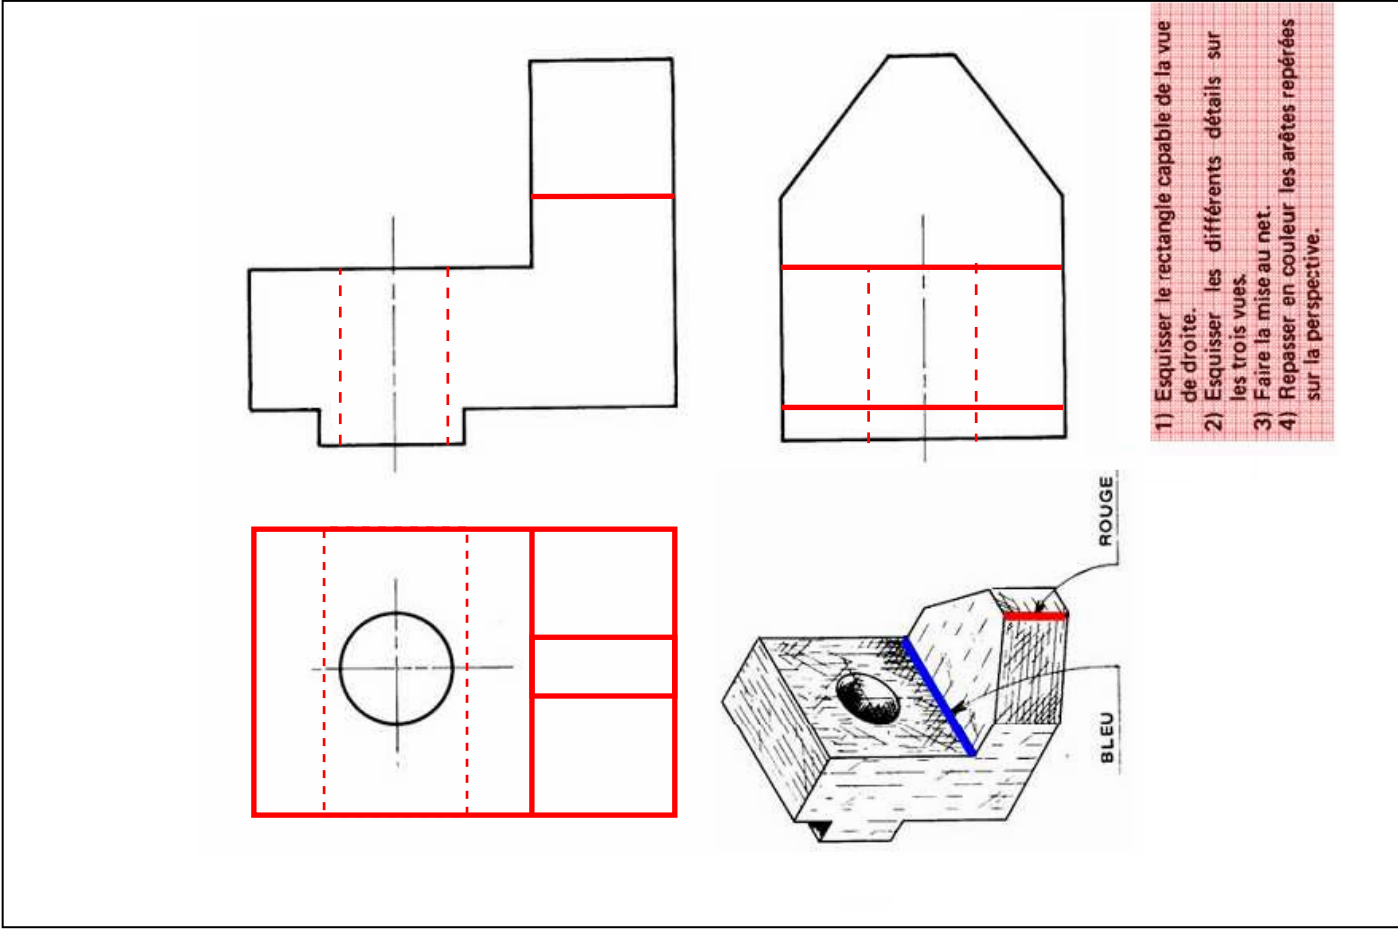 1) Esquisser le rectangle capable de la vue
de droite.
2) Esquisser les différents détails sur
les trois vues.
3) Faire la mise au net.
4) Repasser en couleur les arêtes repérées
sur la perspective.
ROUGE
BLEU